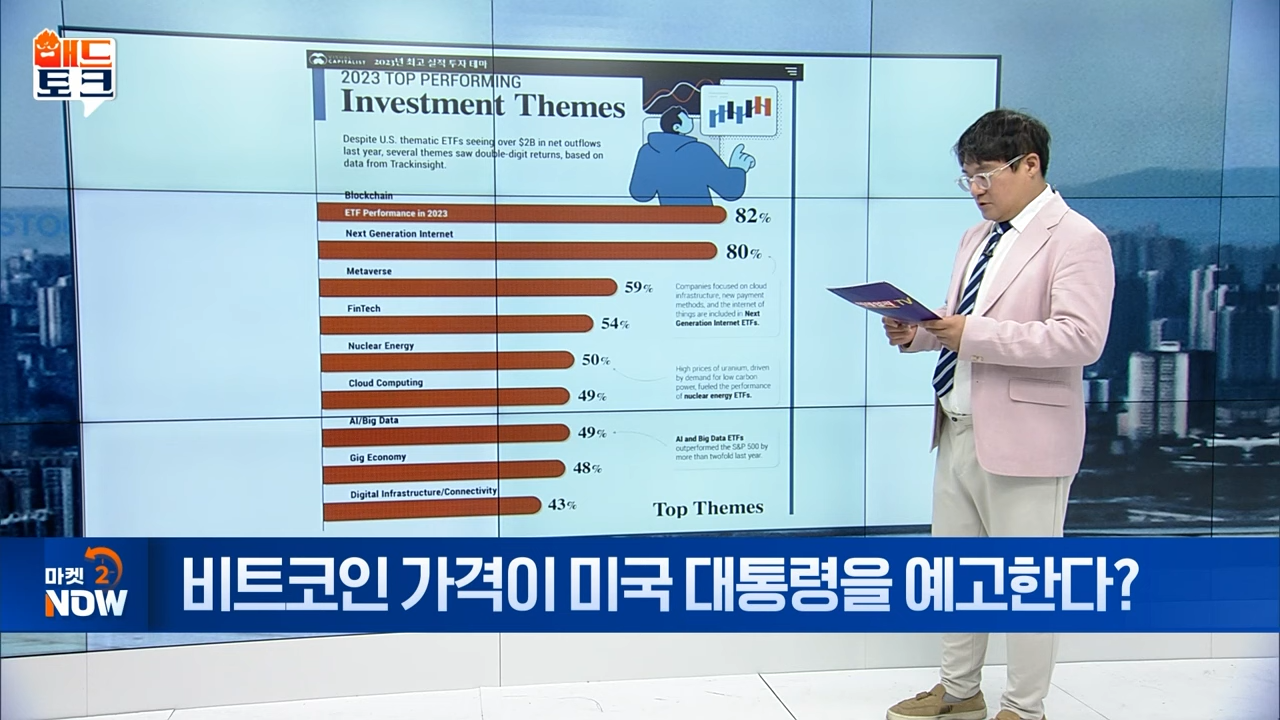 배드
토크
STO
CAPITALIST 2023년 최고 실적 투자 테마
2023 TOP PERFORMING
Investment Themes
Despite U.S. thematic ETFs seeing over $2B in net outflows
last year, several themes saw double-digit returns, based on
data from Trackinsight.
Blockchain
ETF Performance in 2023
82%
Next Generation Internet
80%
Metaverse
59%
Companies focused on cloud
infrastructure, new payment
methods, and the internet of
things are included in Next
Generation Internet ETFs.
FinTech
54%
Nuclear Energy
50%
High prices of uranium, driven
by demand for low carbon
power, fueled the performance
of nuclear energy ETFs.
Cloud Computing
49%
AI/Big Data
49%
AI and Big Data ETFs
outperformed the S&P 500 by
more than twofold last year.
Gig Economy
48%
Digital Infrastructure/Connectivity
43%
Top Themes
TV
마켓 2
NOW
비트코인 가격이 미국 대통령을 예고한다?